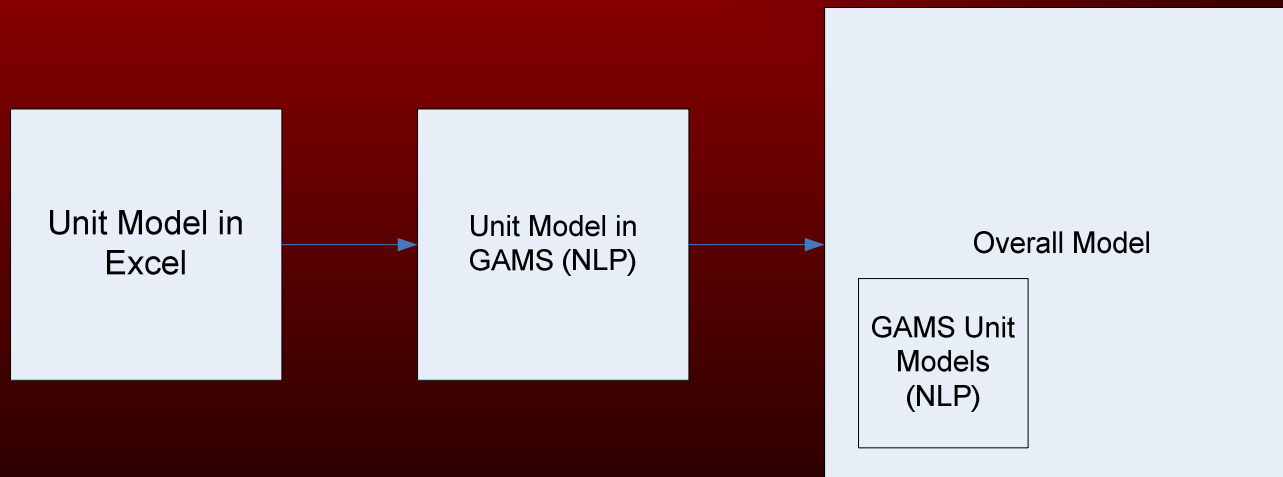 Unit Model in
Excel
Unit Model in
GAMS (NLP)
Overall Model
GAMS Unit
Models
(NLP)